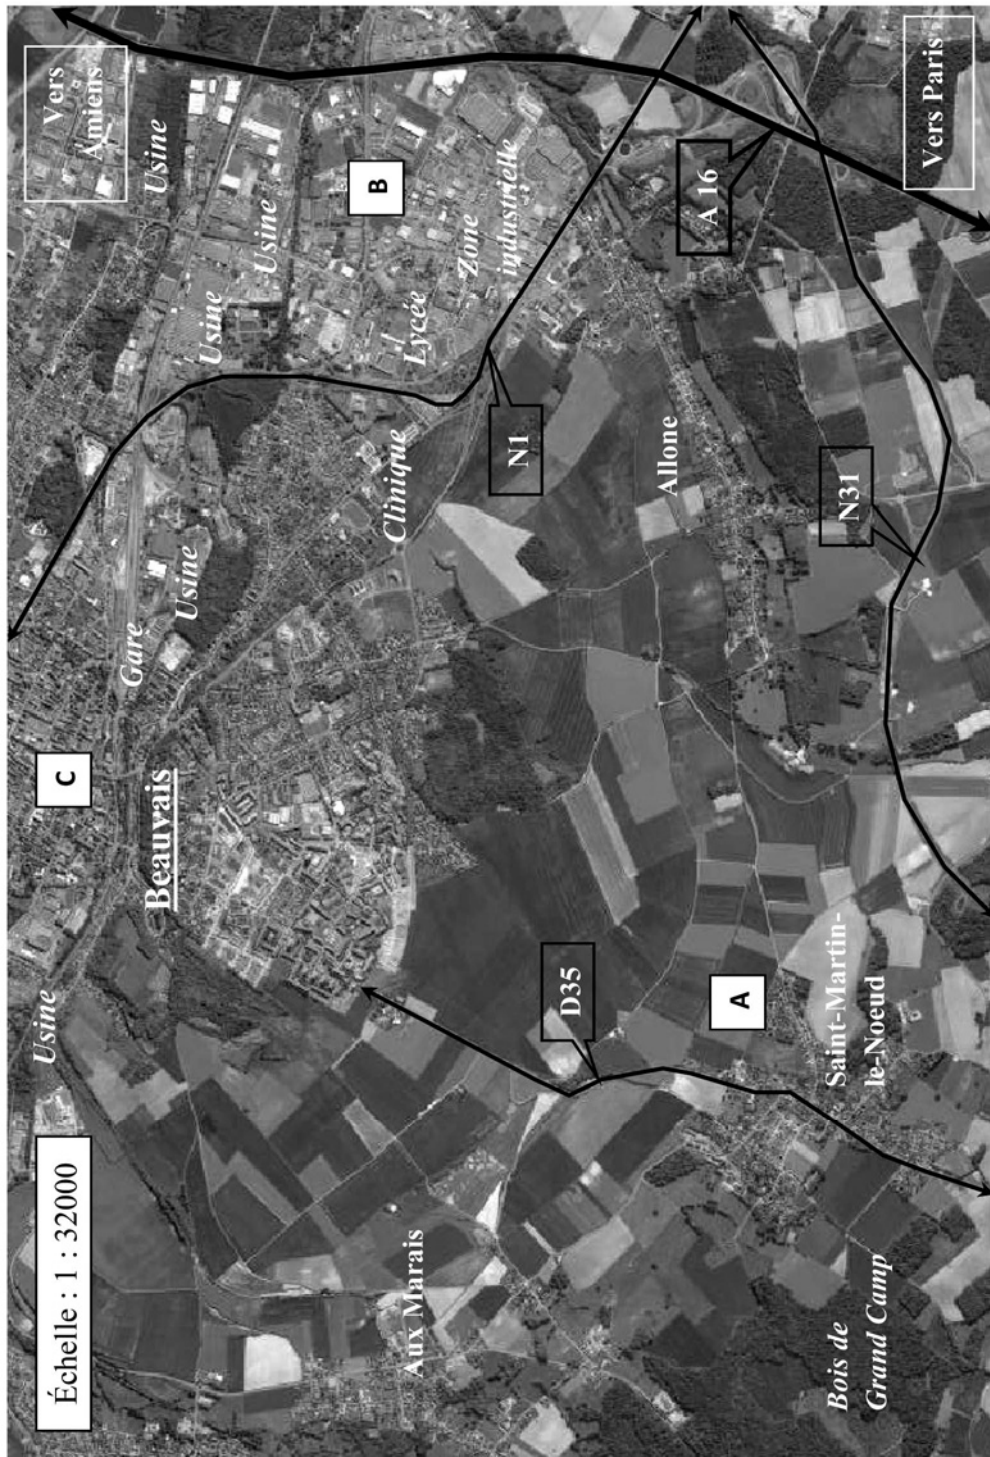 Échelle : 1 : 32000
Usine
C
Gare
Vers
Amiens
Beauvais
Usine
Usine
Usine
Usine
B
Aux Marais
Clinique
Lycée
Zone
industrielle
D35
N1
A
Allone
A 16
Saint-Martin-
le-Noeud
N31
Bois de
Grand Camp
Vers Paris